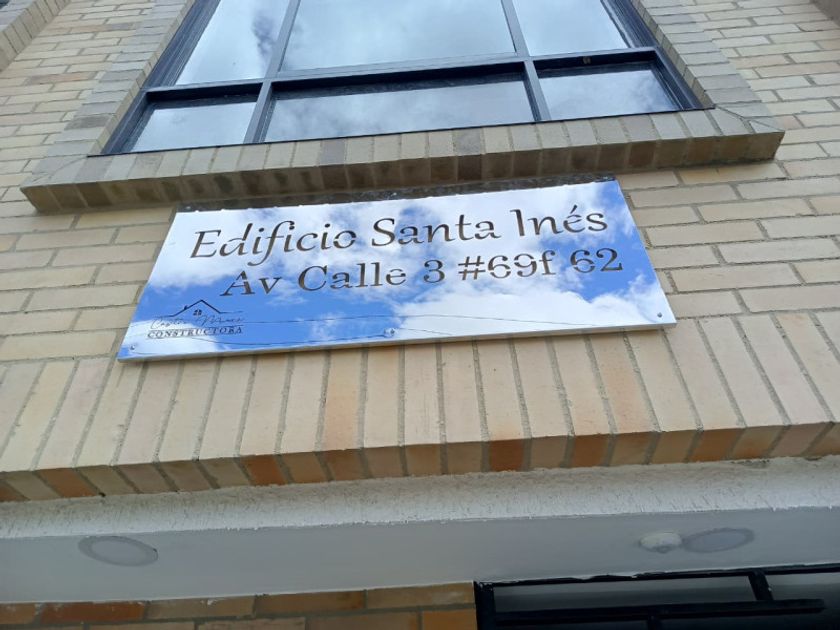 Edificio Santa Inés
Av Calle 3 #69f 62
CONSTRUCTORA